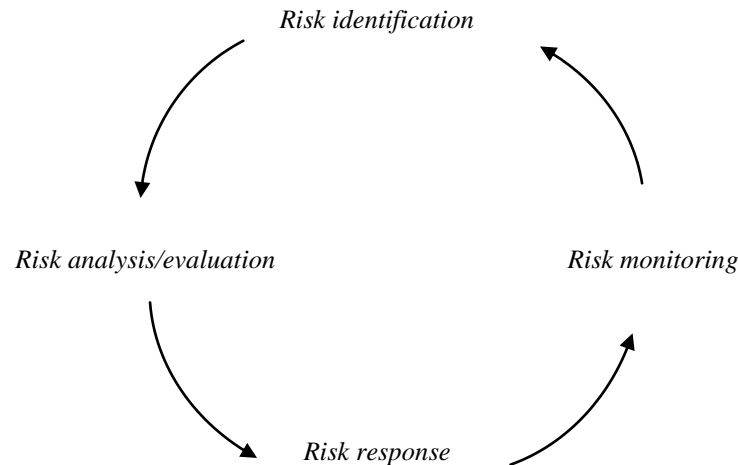 Risk identification
Risk analysis/evaluation
Risk monitoring
Risk response